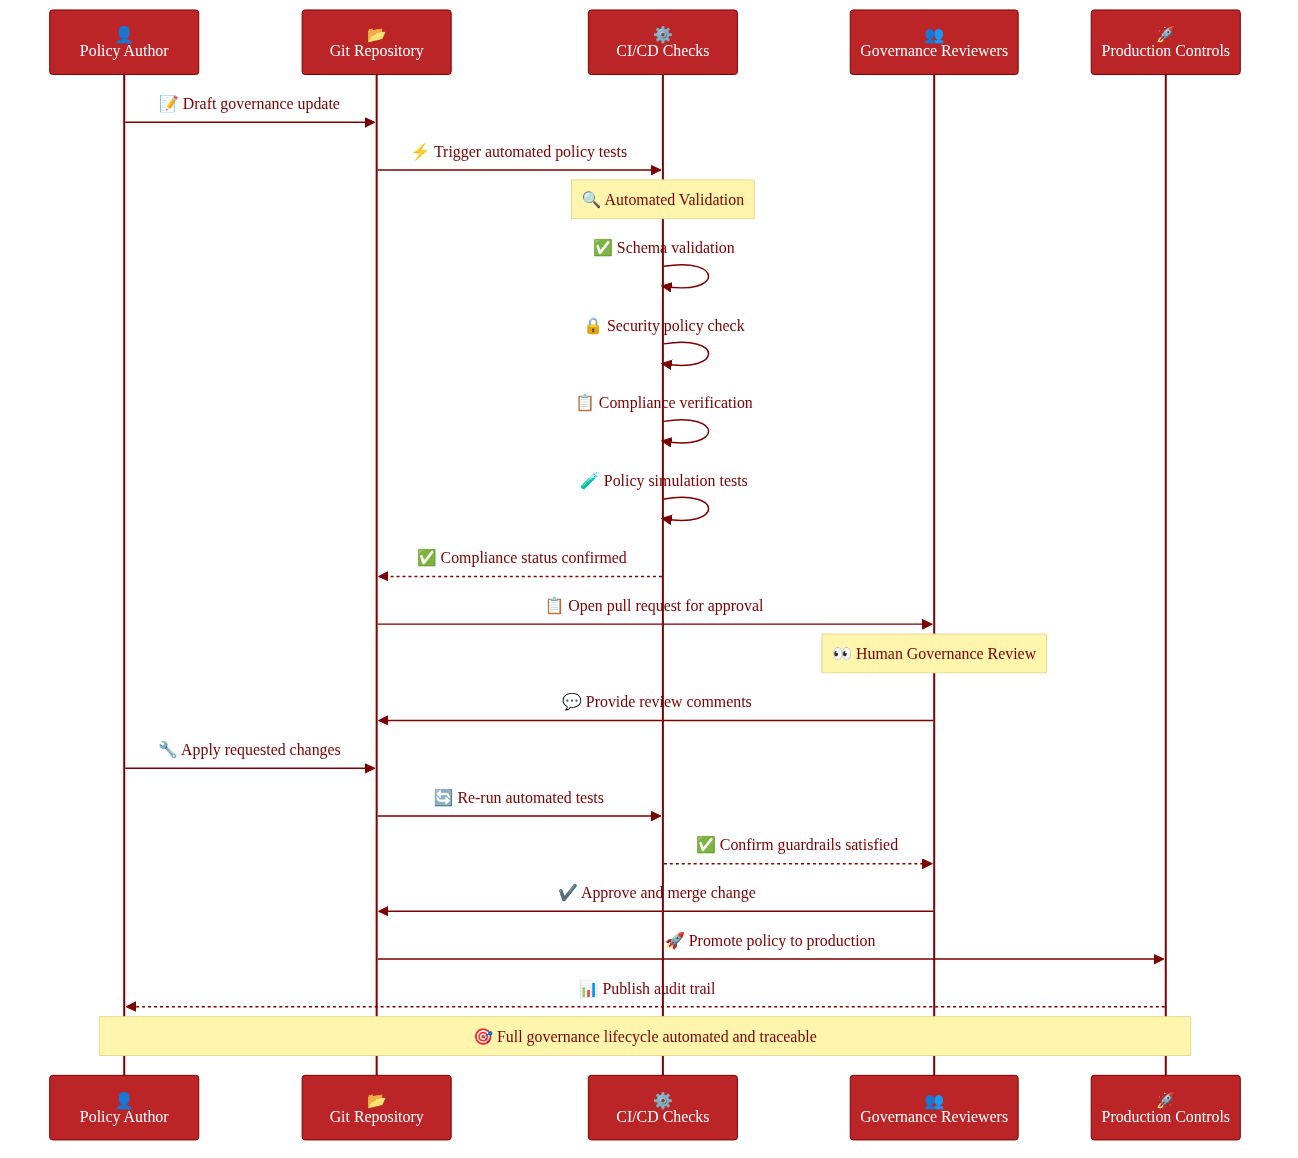 👤
Policy Author
📂
Git Repository
⚙️
CI/CD Checks
👥
Governance Reviewers
🚀
Production Controls
📝 Draft governance update
⚡ Trigger automated policy tests
🔍 Automated Validation
✅ Schema validation
🔒 Security policy check
📋 Compliance verification
🧪 Policy simulation tests
✅ Compliance status confirmed
📋 Open pull request for approval
👀 Human Governance Review
💬 Provide review comments
🔧 Apply requested changes
🔄 Re-run automated tests
✅ Confirm guardrails satisfied
✔️ Approve and merge change
🚀 Promote policy to production
📊 Publish audit trail
🎯 Full governance lifecycle automated and traceable
👤
Policy Author
📂
Git Repository
⚙️
CI/CD Checks
👥
Governance Reviewers
🚀
Production Controls